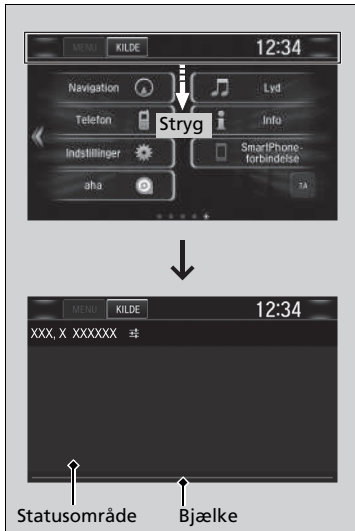 MENU KILDE 12:34
Navigation Lyd
Telefon Stryg Info
Indstillinger SmartPhone-
forbindelse
aha TA
MENU KILDE 12:34
XXX, X XXXXXX
Statusområde Bjælke